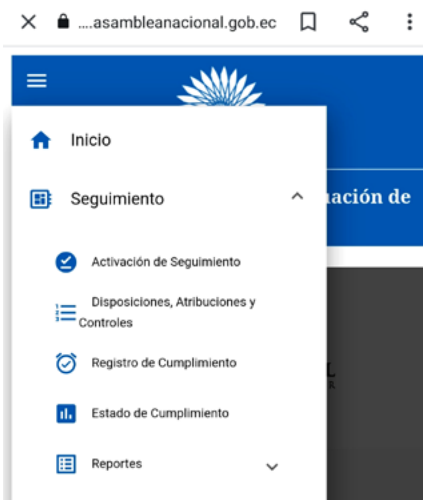 ....asambleanacional.gob.ec
Inicio
Seguimiento
uación de
Activación de Seguimiento
Disposiciones, Atribuciones y
Controles
Registro de Cumplimiento
Estado de Cumplimiento
Reportes